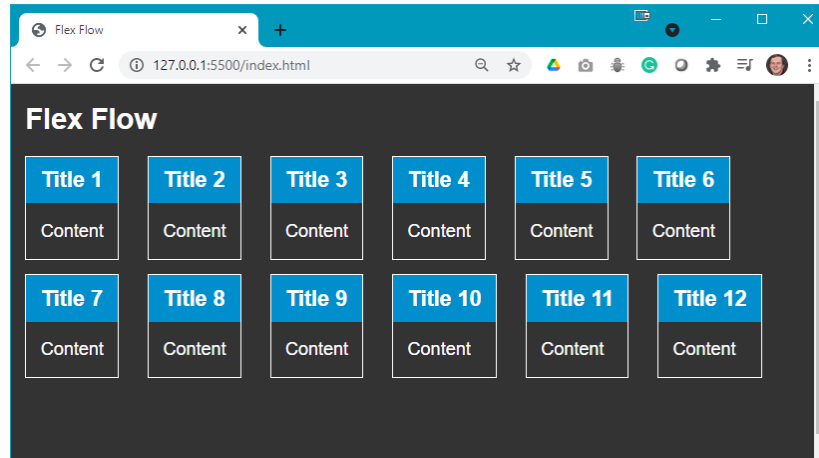 Flex Flow
127.0.0.1:5500/index.html
Flex Flow
Title 1 Title 2 Title 3 Title 4 Title 5 Title 6
Content Content Content Content Content Content
Title 7 Title 8 Title 9 Title 10 Title 11 Title 12
Content Content Content Content Content Content